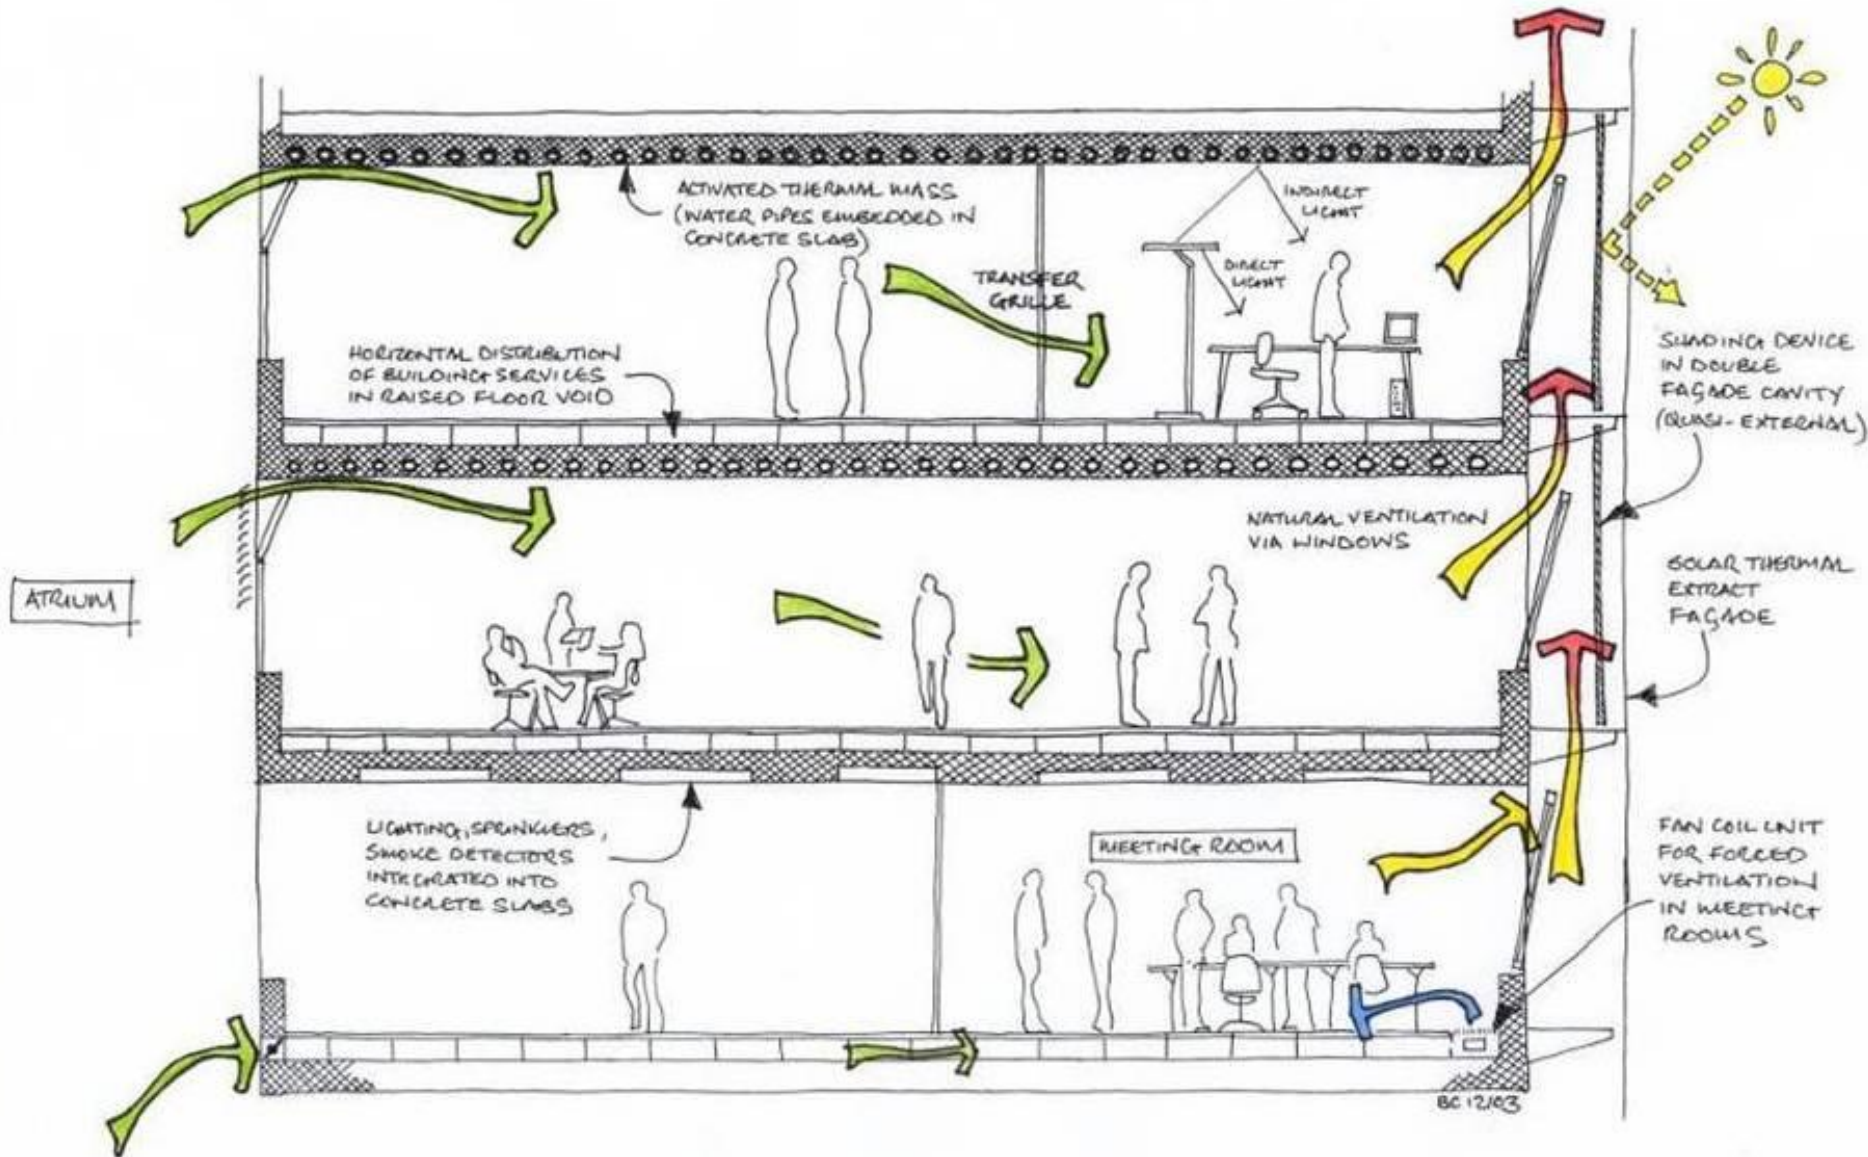 ACTIVATED THERMAL MASS
(WATER PIPES EMBEDDED IN
CONCRETE SLAB)
INDIRECT
LIGHT
DIRECT
LIGHT
TRANSFER
GRILLE
HORIZONTAL DISTRIBUTION
OF BUILDING SERVICES
IN RAISED FLOOR VOID
SHADING DEVICE
IN DOUBLE
FAÇADE CAVITY
(QUASI-EXTERNAL)
NATURAL VENTILATION
VIA WINDOWS
ATRIUM
SOLAR THERMAL
EXTRACT
FAÇADE
LIGHTING, SPRINKLERS,
SMOKE DETECTORS
INTEGRATED INTO
CONCRETE SLABS
MEETING ROOM
FAN COIL UNIT
FOR FORCED
VENTILATION
IN MEETING
ROOMS
BC 12/03